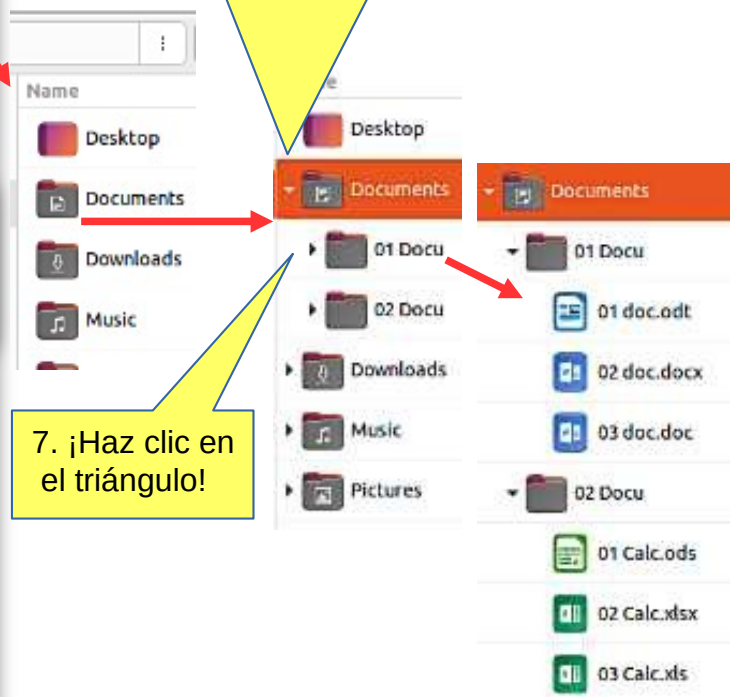 Name
Desktop
Documents
Downloads
Music
7. ¡Haz clic en
el triángulo!
Desktop
Documents
01 Docu
02 Docu
Downloads
Music
Pictures
Documents
01 Docu
01 doc.odt
02 doc.docx
03 doc.doc
02 Docu
01 Calc.ods
02 Calc.xlsx
03 Calc.xls